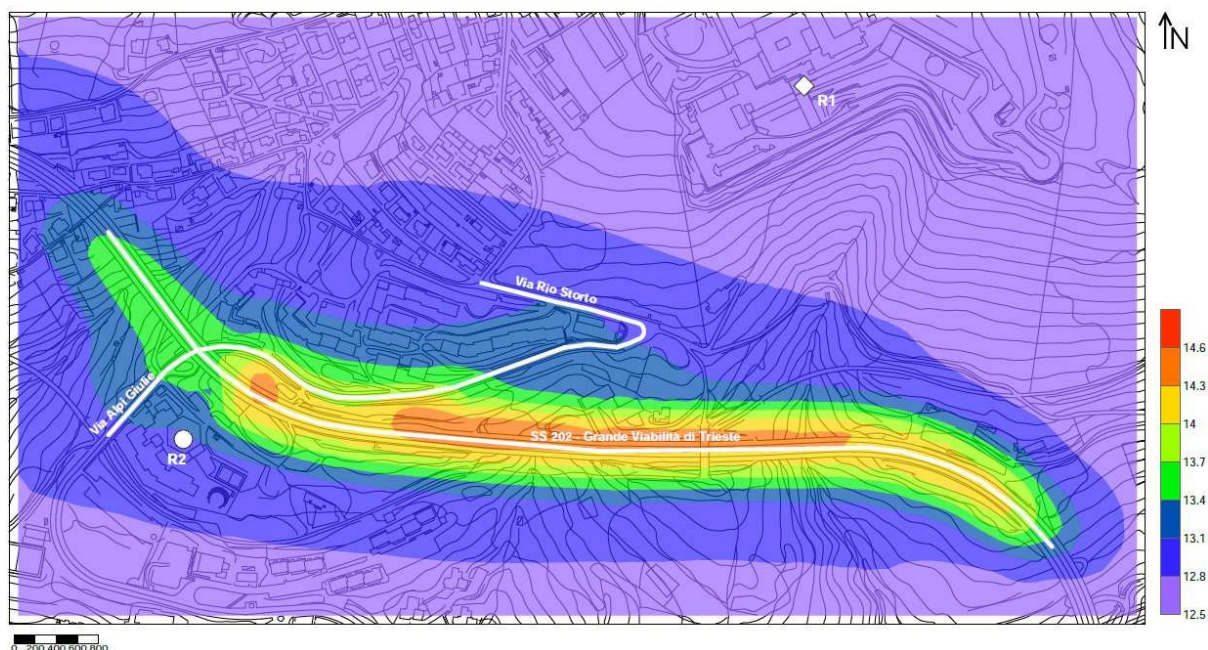 N
R1
Via Rio Storto
Via Alpi Giulie
SS 202 - Grande Viabilità di Trieste
R2
14.6
14.3
14
13.7
13.4
13.1
12.8
12.5
0 200 400 600 800